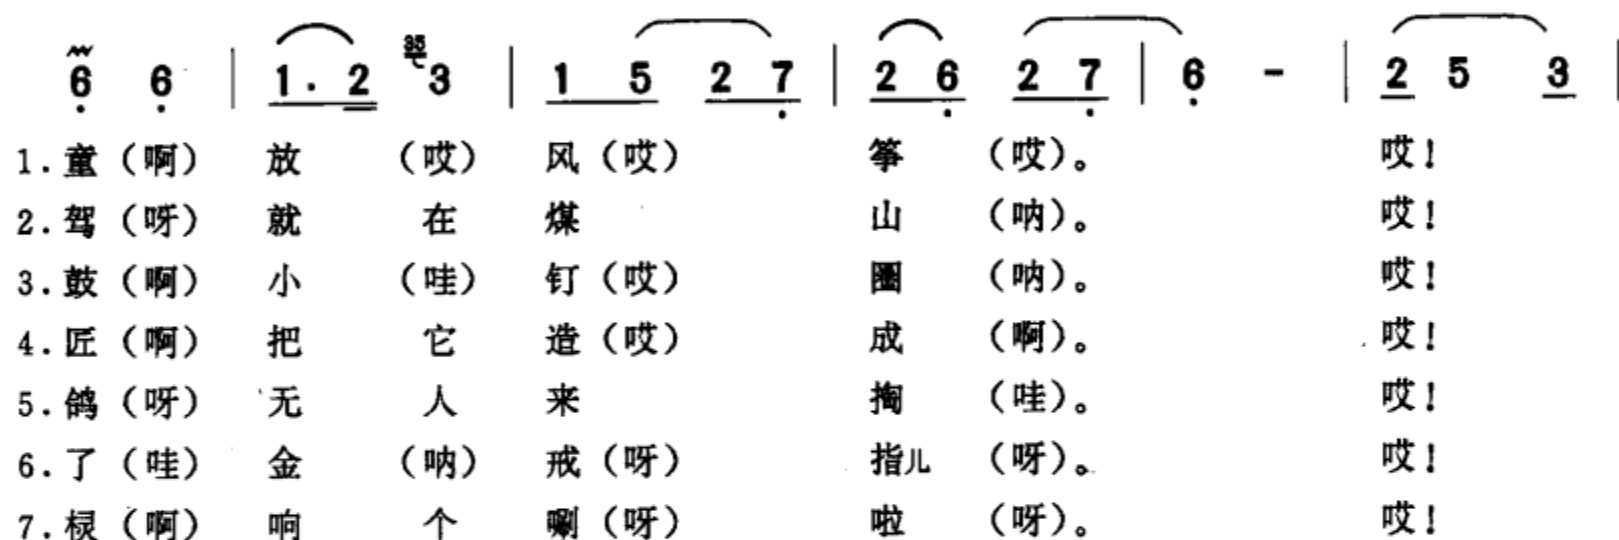 35
6 6 | 1. 2 3 | 1 5 2 7 | 2 6 2 7 | 6 - | 2 5 3 |
1.童（啊） 放 （哎） 风（哎） 筝 （哎）。 哎！
2.驾（呀） 就 在 煤 山 （呐）。 哎！
3.鼓（啊） 小 （哇） 钉（哎） 圈 （呐）。 哎！
4.匠（啊） 把 它 造（哎） 成 （啊）。 哎！
5.鸽（呀） 无 人 来 掏 （哇）。 哎！
6.了（哇） 金 （呐） 戒（呀） 指儿 （呀）。 哎！
7.（啊） 响 个 唰（呀） 啦 （呀）。 哎！